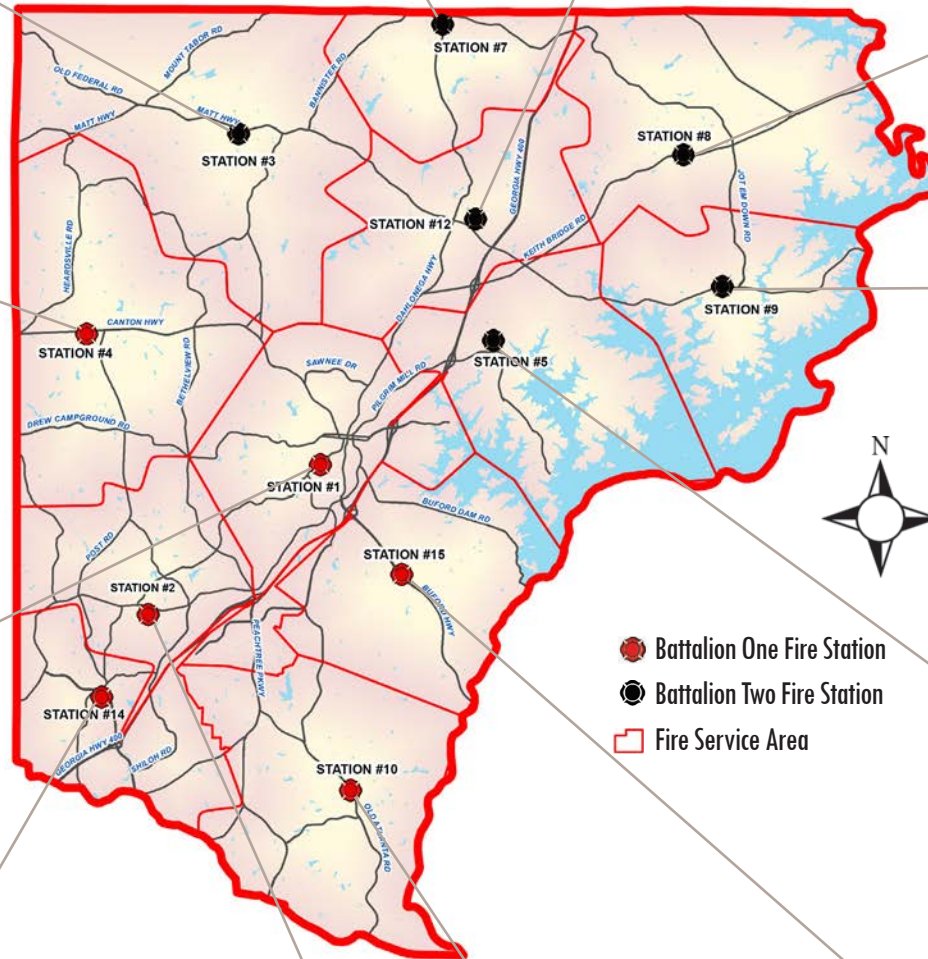 STATION #7
MOUNT TABOR RD
BANNISTER RD
OLD FEDERAL RD
MATT HWY
MATT HWY
STATION #3
GEORGIA HWY 400
STATION #8
JOT EM DOWN RD
STATION #12
KEITH BRIDGE RD
HEARDSVILLE RD
DAHLONEGA HWY
STATION #9
CANTON HWY
STATION #4
BETHELVIEW RD
SAWNEE DR
STATION #5
PILGRIM MILL RD
DREW CAMPGROUND RD
N
STATION #1
BUFORD DAM RD
POST RD
STATION #15
STATION #2
BUFORD HWY
PEACHTREE PKWY
Battalion One Fire Station
Battalion Two Fire Station
Fire Service Area
STATION #14
GEORGIA HWY 400
SHILOH RD
STATION #10
OLD ATLANTA RD